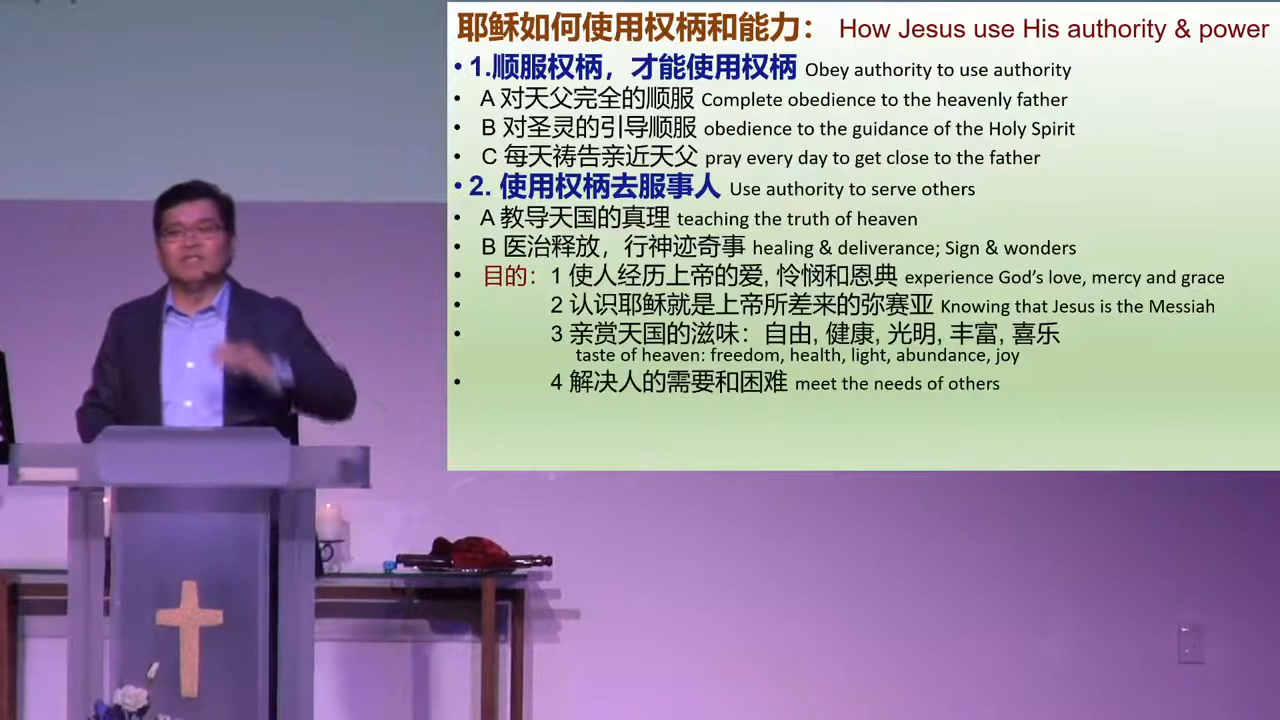 耶稣如何使用权柄和能力： How Jesus use His authority & power
• 1.顺服权柄，才能使用权柄 Obey authority to use authority
• A 对天父完全的顺服 Complete obedience to the heavenly father
• B 对圣灵的引导顺服 obedience to the guidance of the Holy Spirit
• C 每天祷告亲近天父 pray every day to get close to the father
• 2. 使用权柄去服事人 Use authority to serve others
• A 教导天国的真理 teaching the truth of heaven
• B 医治释放，行神迹奇事 healing & deliverance; Sign & wonders
• 目的：1 使人经历上帝的爱, 怜悯和恩典 experience God's love, mercy and grace
• 2 认识耶稣就是上帝所差来的弥赛亚 Knowing that Jesus is the Messiah
• 3 亲赏天国的滋味：自由, 健康, 光明, 丰富, 喜乐
taste of heaven: freedom, health, light, abundance, joy
• 4 解决人的需要和困难 meet the needs of others